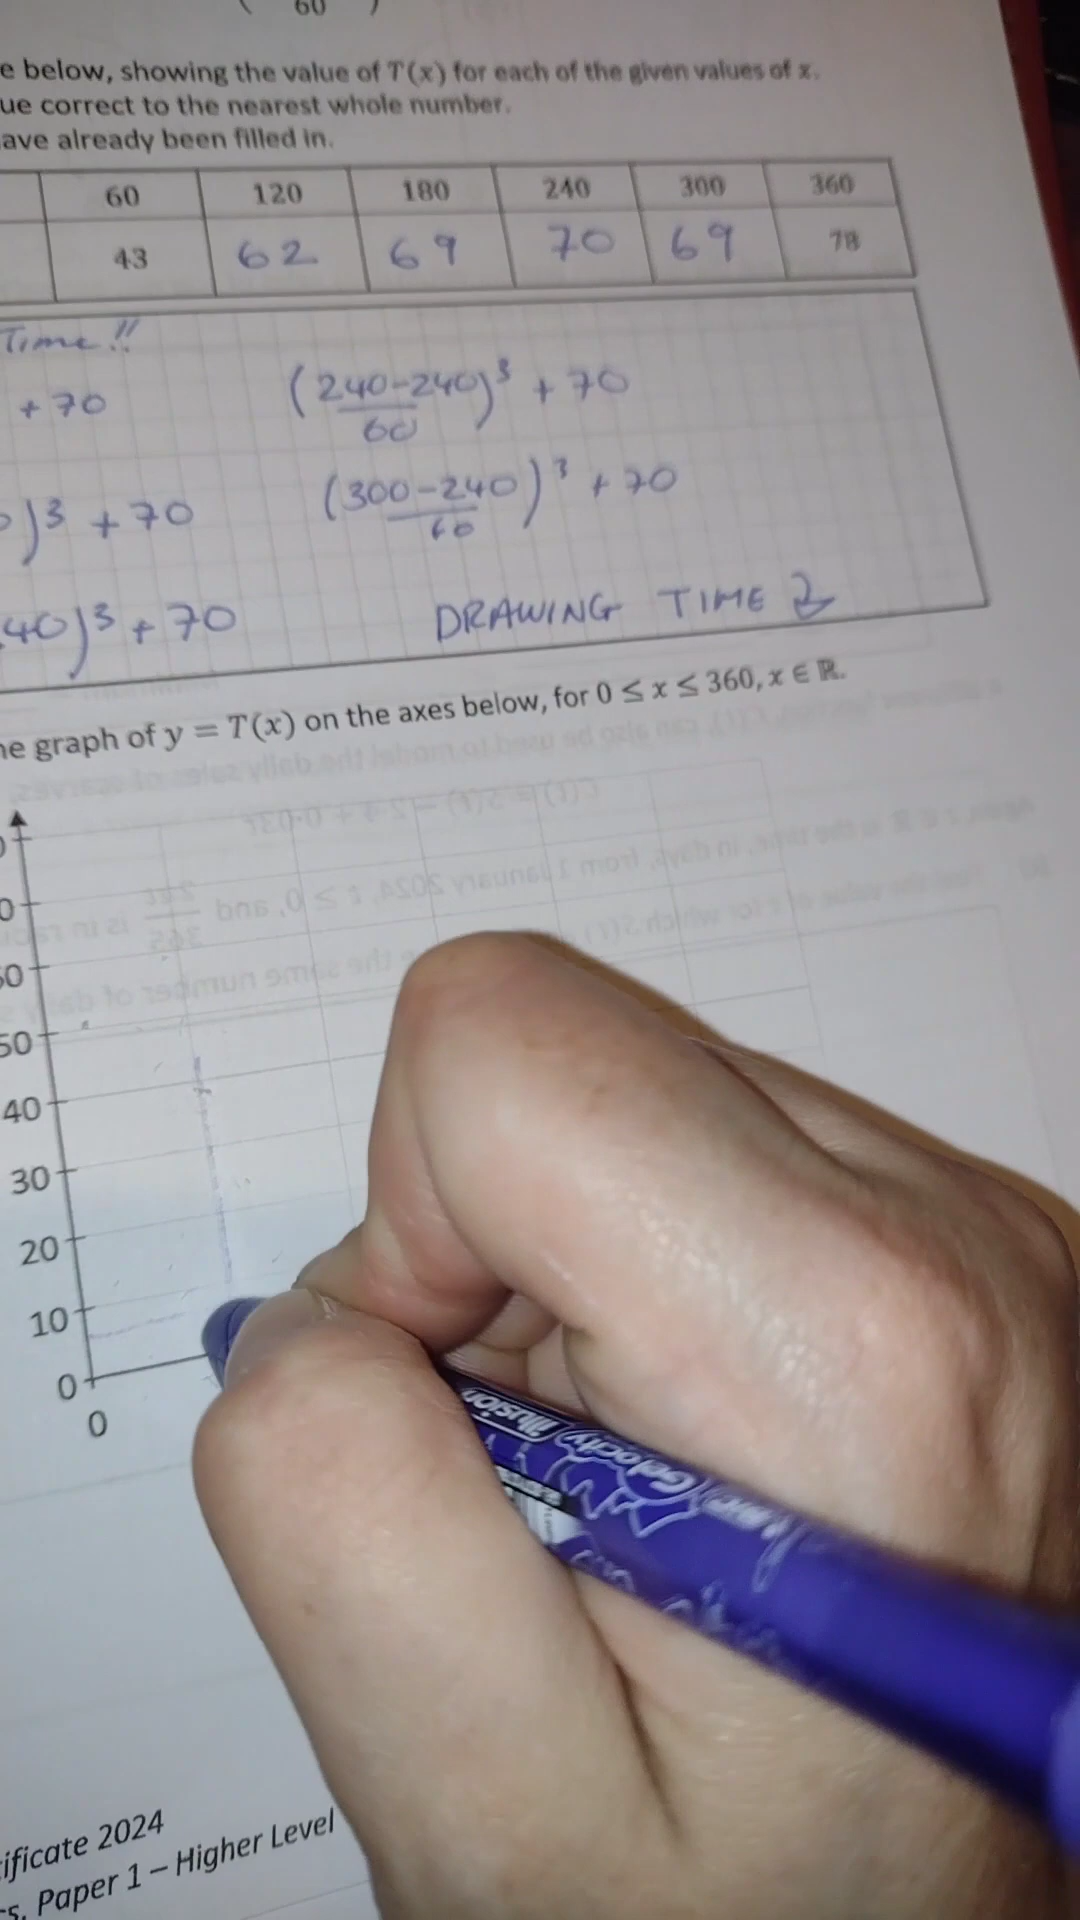 60
e below, showing the value of T(x) for each of the given values of x.
ue correct to the nearest whole number.
ave already been filled in.
60 120 180 240 300 360
43 62 69 70 69 78
Time!!
+ 70 (240-240/60)³ + 70
)³ + 70 (300-240/60)³ + 70
40)³ + 70 DRAWING TIME
he graph of y = T(x) on the axes below, for 0 ≤ x ≤ 360, x ∈ ℝ.
0
0
50
40
30
20
10
0
0
illusion
Gelocity
ificate 2024
s, Paper 1 – Higher Level